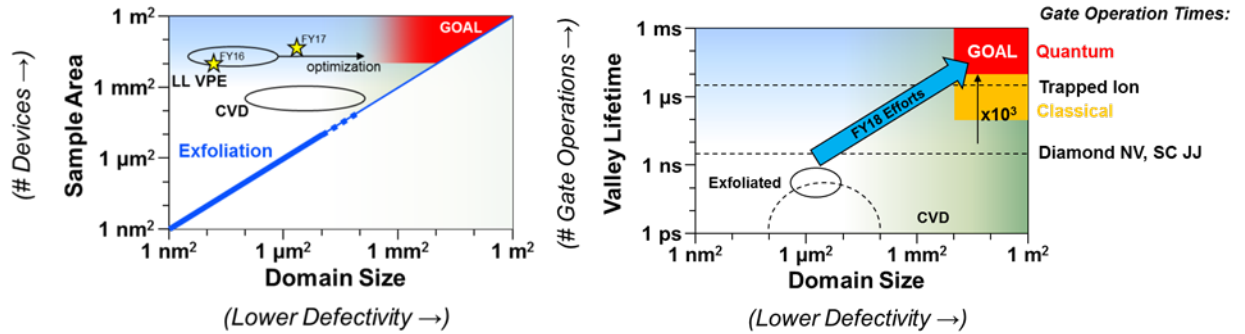 (# Devices →)
Sample Area
1 m²
1 mm²
1 µm²
1 nm²
GOAL
FY16
FY17
optimization
LL VPE
CVD
Exfoliation
1 nm²
1 µm²
1 mm²
1 m²
Domain Size
(Lower Defectivity →)
(# Gate Operations →)
Valley Lifetime
1 ms
1 µs
1 ns
1 ps
GOAL
FY18 Efforts
x10³
Exfoliated
CVD
1 nm²
1 µm²
1 mm²
1 m²
Domain Size
(Lower Defectivity →)
Gate Operation Times:
Quantum
Trapped Ion
Classical
Diamond NV, SC JJ